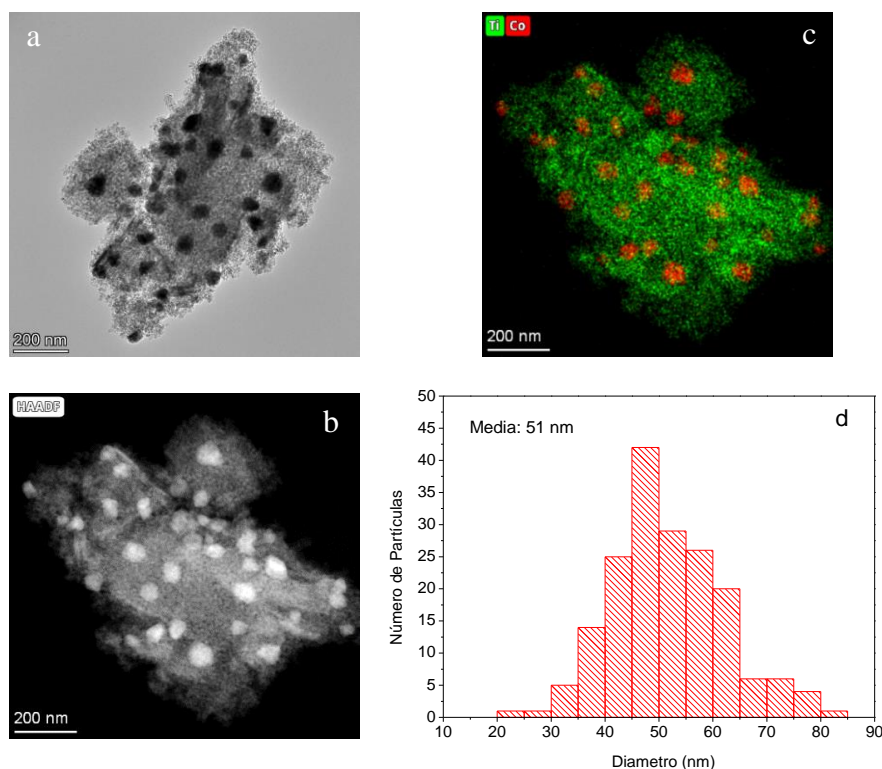 a
200 nm
Ti Co
c
200 nm
HAADF
b
200 nm
d
Media: 51 nm
50
45
40
35
30
25
20
15
10
5
0
Número de Partículas
10 20 30 40 50 60 70 80 90
Diametro (nm)